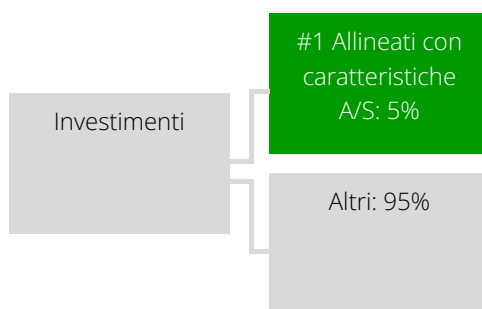 Investimenti
#1 Allineati con
caratteristiche
A/S: 5%
Altri: 95%